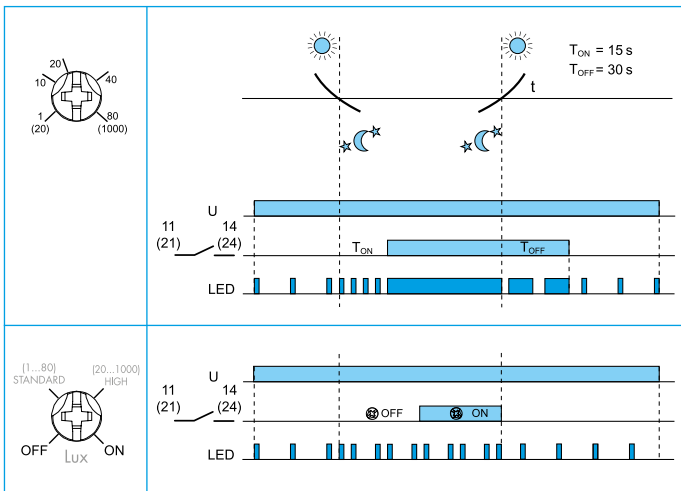 20
10
40
1
(20)
80
(1000)
T_ON = 15 s
T_OFF = 30 s
t
U
11 14
(21) (24)
T_ON T_OFF
LED
(1...80)
STANDARD
(20...1000)
HIGH
OFF
Lux
ON
U
11 14
(21) (24)
OFF ON
LED